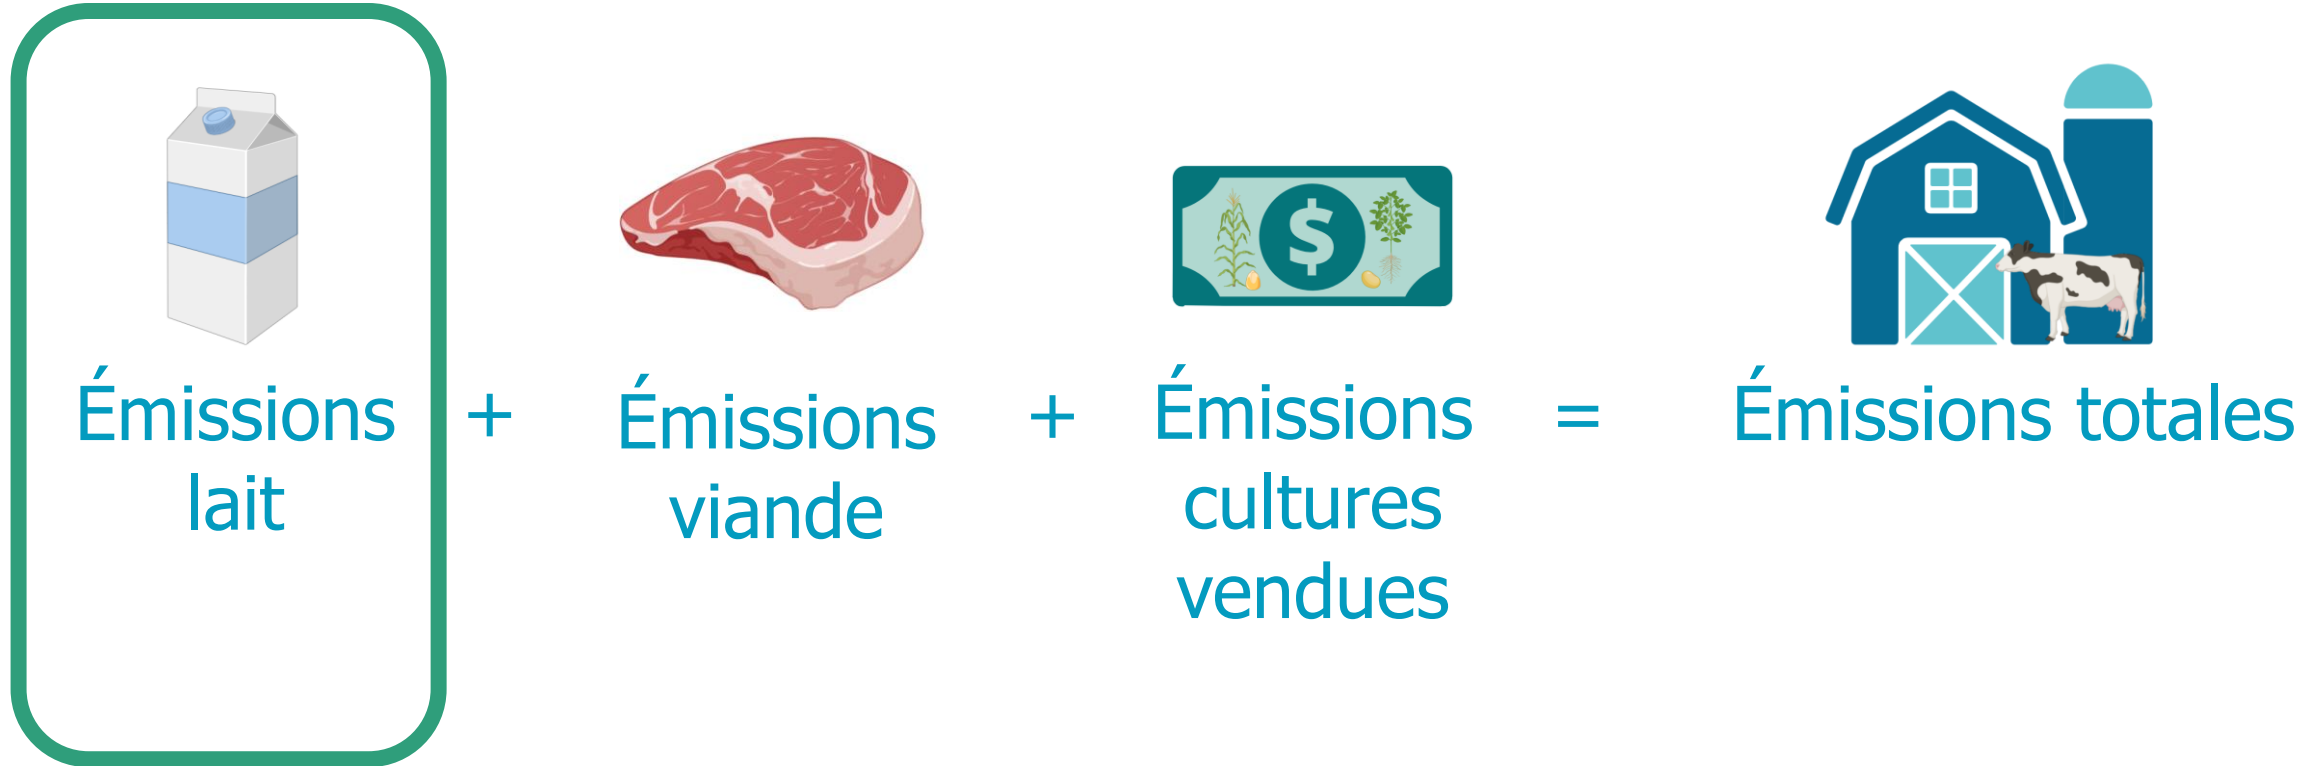 Émissions
lait
+
Émissions
viande
+
$
Émissions
cultures
vendues
=
Émissions totales